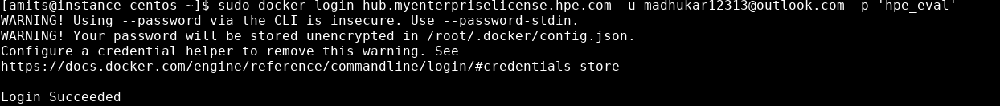 [amits@instance-centos ~]$ sudo docker login hub.myenterpriselicense.hpe.com -u madhukar12313@outlook.com -p 'hpe_eval'
WARNING! Using --password via the CLI is insecure. Use --password-stdin.
WARNING! Your password will be stored unencrypted in /root/.docker/config.json.
Configure a credential helper to remove this warning. See
https://docs.docker.com/engine/reference/commandline/login/#credentials-store
Login Succeeded